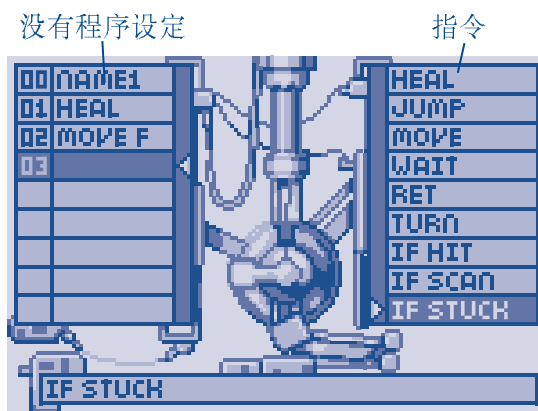 没有程序设定
指令
00 NAME1
01 HEAL
02 MOVE F
03
HEAL
JUMP
MOVE
WAIT
RET
TURN
IF HIT
IF SCAN
IF STUCK
IF STUCK